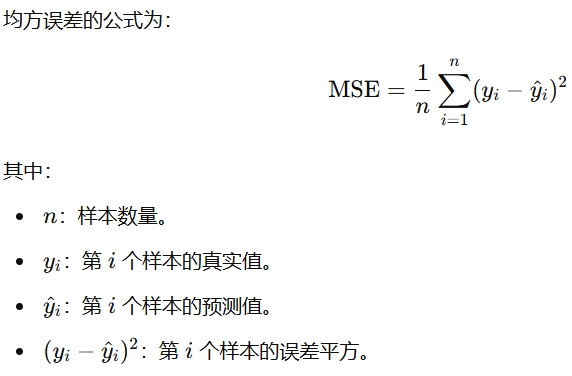 均方误差的公式为：
MSE = \frac{1}{n} \sum_{i=1}^{n} (y_i - \hat{y}_i)^2
其中：
• n：样本数量。
• y_i：第 i 个样本的真实值。
• \hat{y}_i：第 i 个样本的预测值。
• (y_i - \hat{y}_i)^2：第 i 个样本的误差平方。